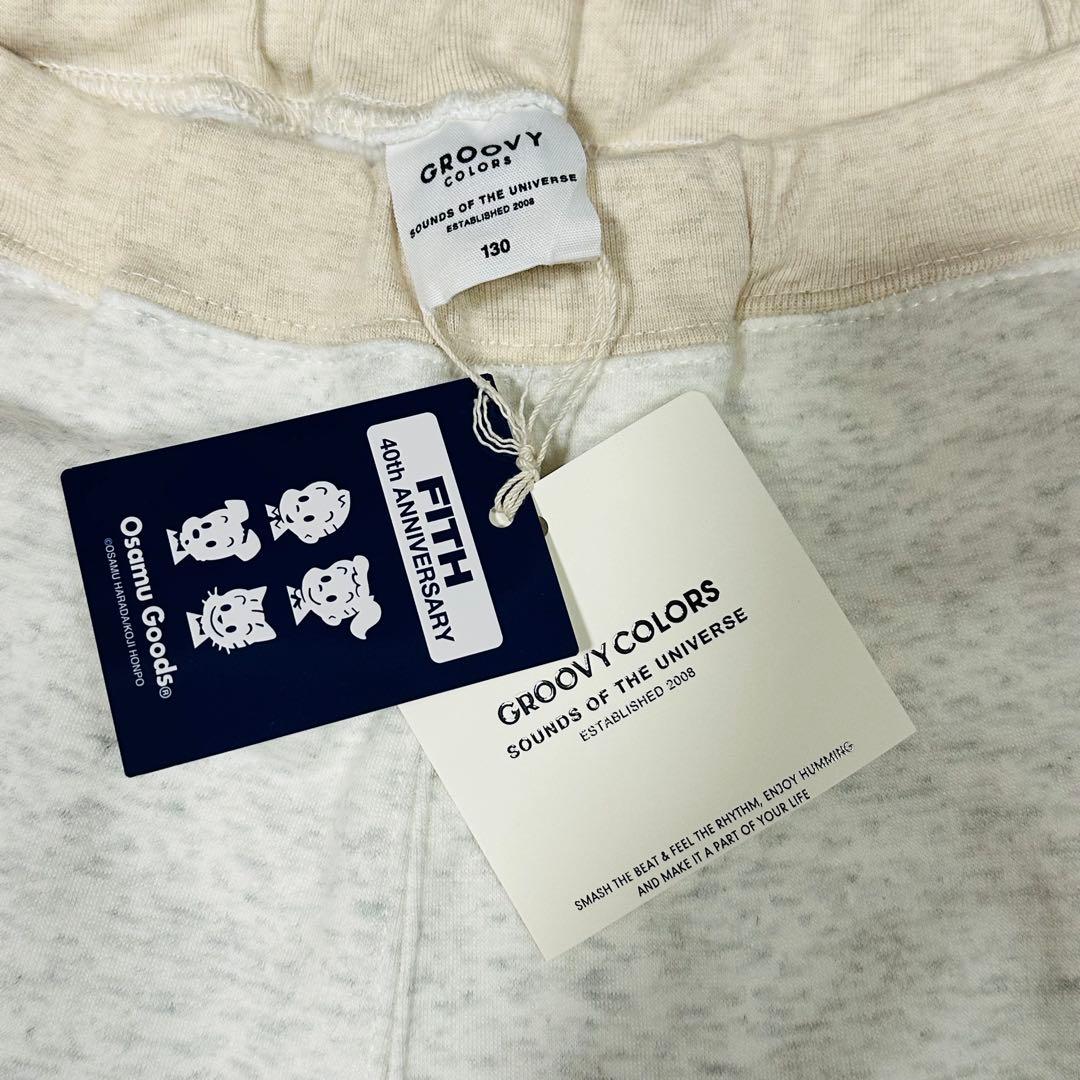 GROOVY
COLORS
SOUNDS OF THE UNIVERSE
ESTABLISHED 2008
130
FITH
40th ANNIVERSARY
Osamu Goods®
©OSAMU HARADA/KOJI HONPO
GROOVY COLORS
SOUNDS OF THE UNIVERSE
ESTABLISHED 2008
SMASH THE BEAT & FEEL THE RHYTHM, ENJOY HUMMING
AND MAKE IT A PART OF YOUR LIFE